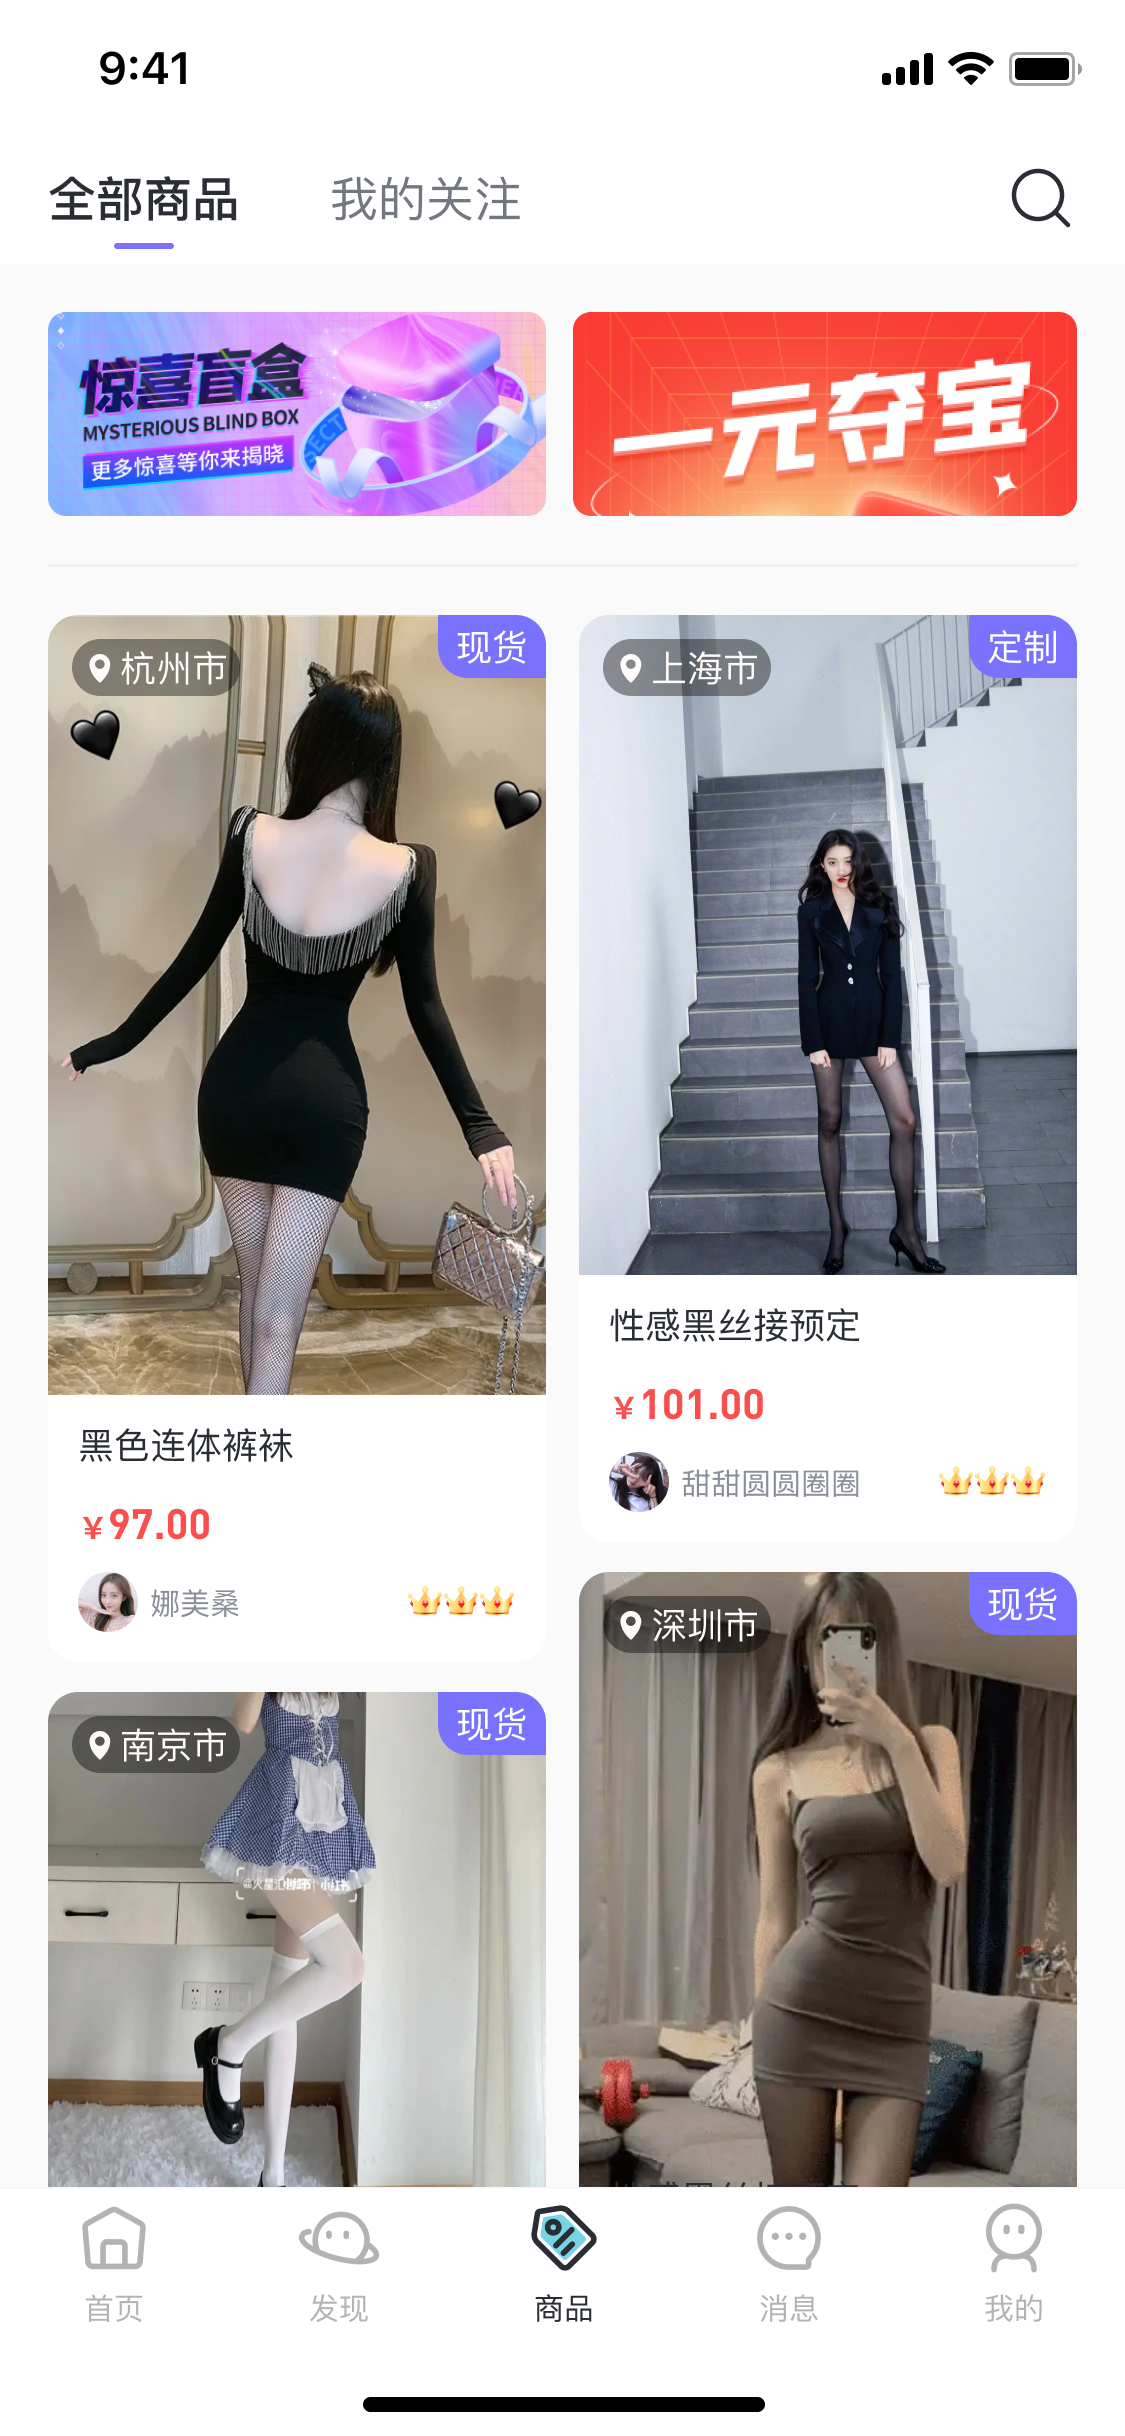 9:41
全部商品
我的关注
惊喜盲盒
MYSTERIOUS BLIND BOX
更多惊喜等你来揭晓
一元夺宝
杭州市
现货
上海市
定制
性感黑丝接预定
¥101.00
甜甜圆圆圈圈
黑色连体裤袜
¥97.00
娜美桑
深圳市
现货
南京市
现货
首页
发现
商品
消息
我的